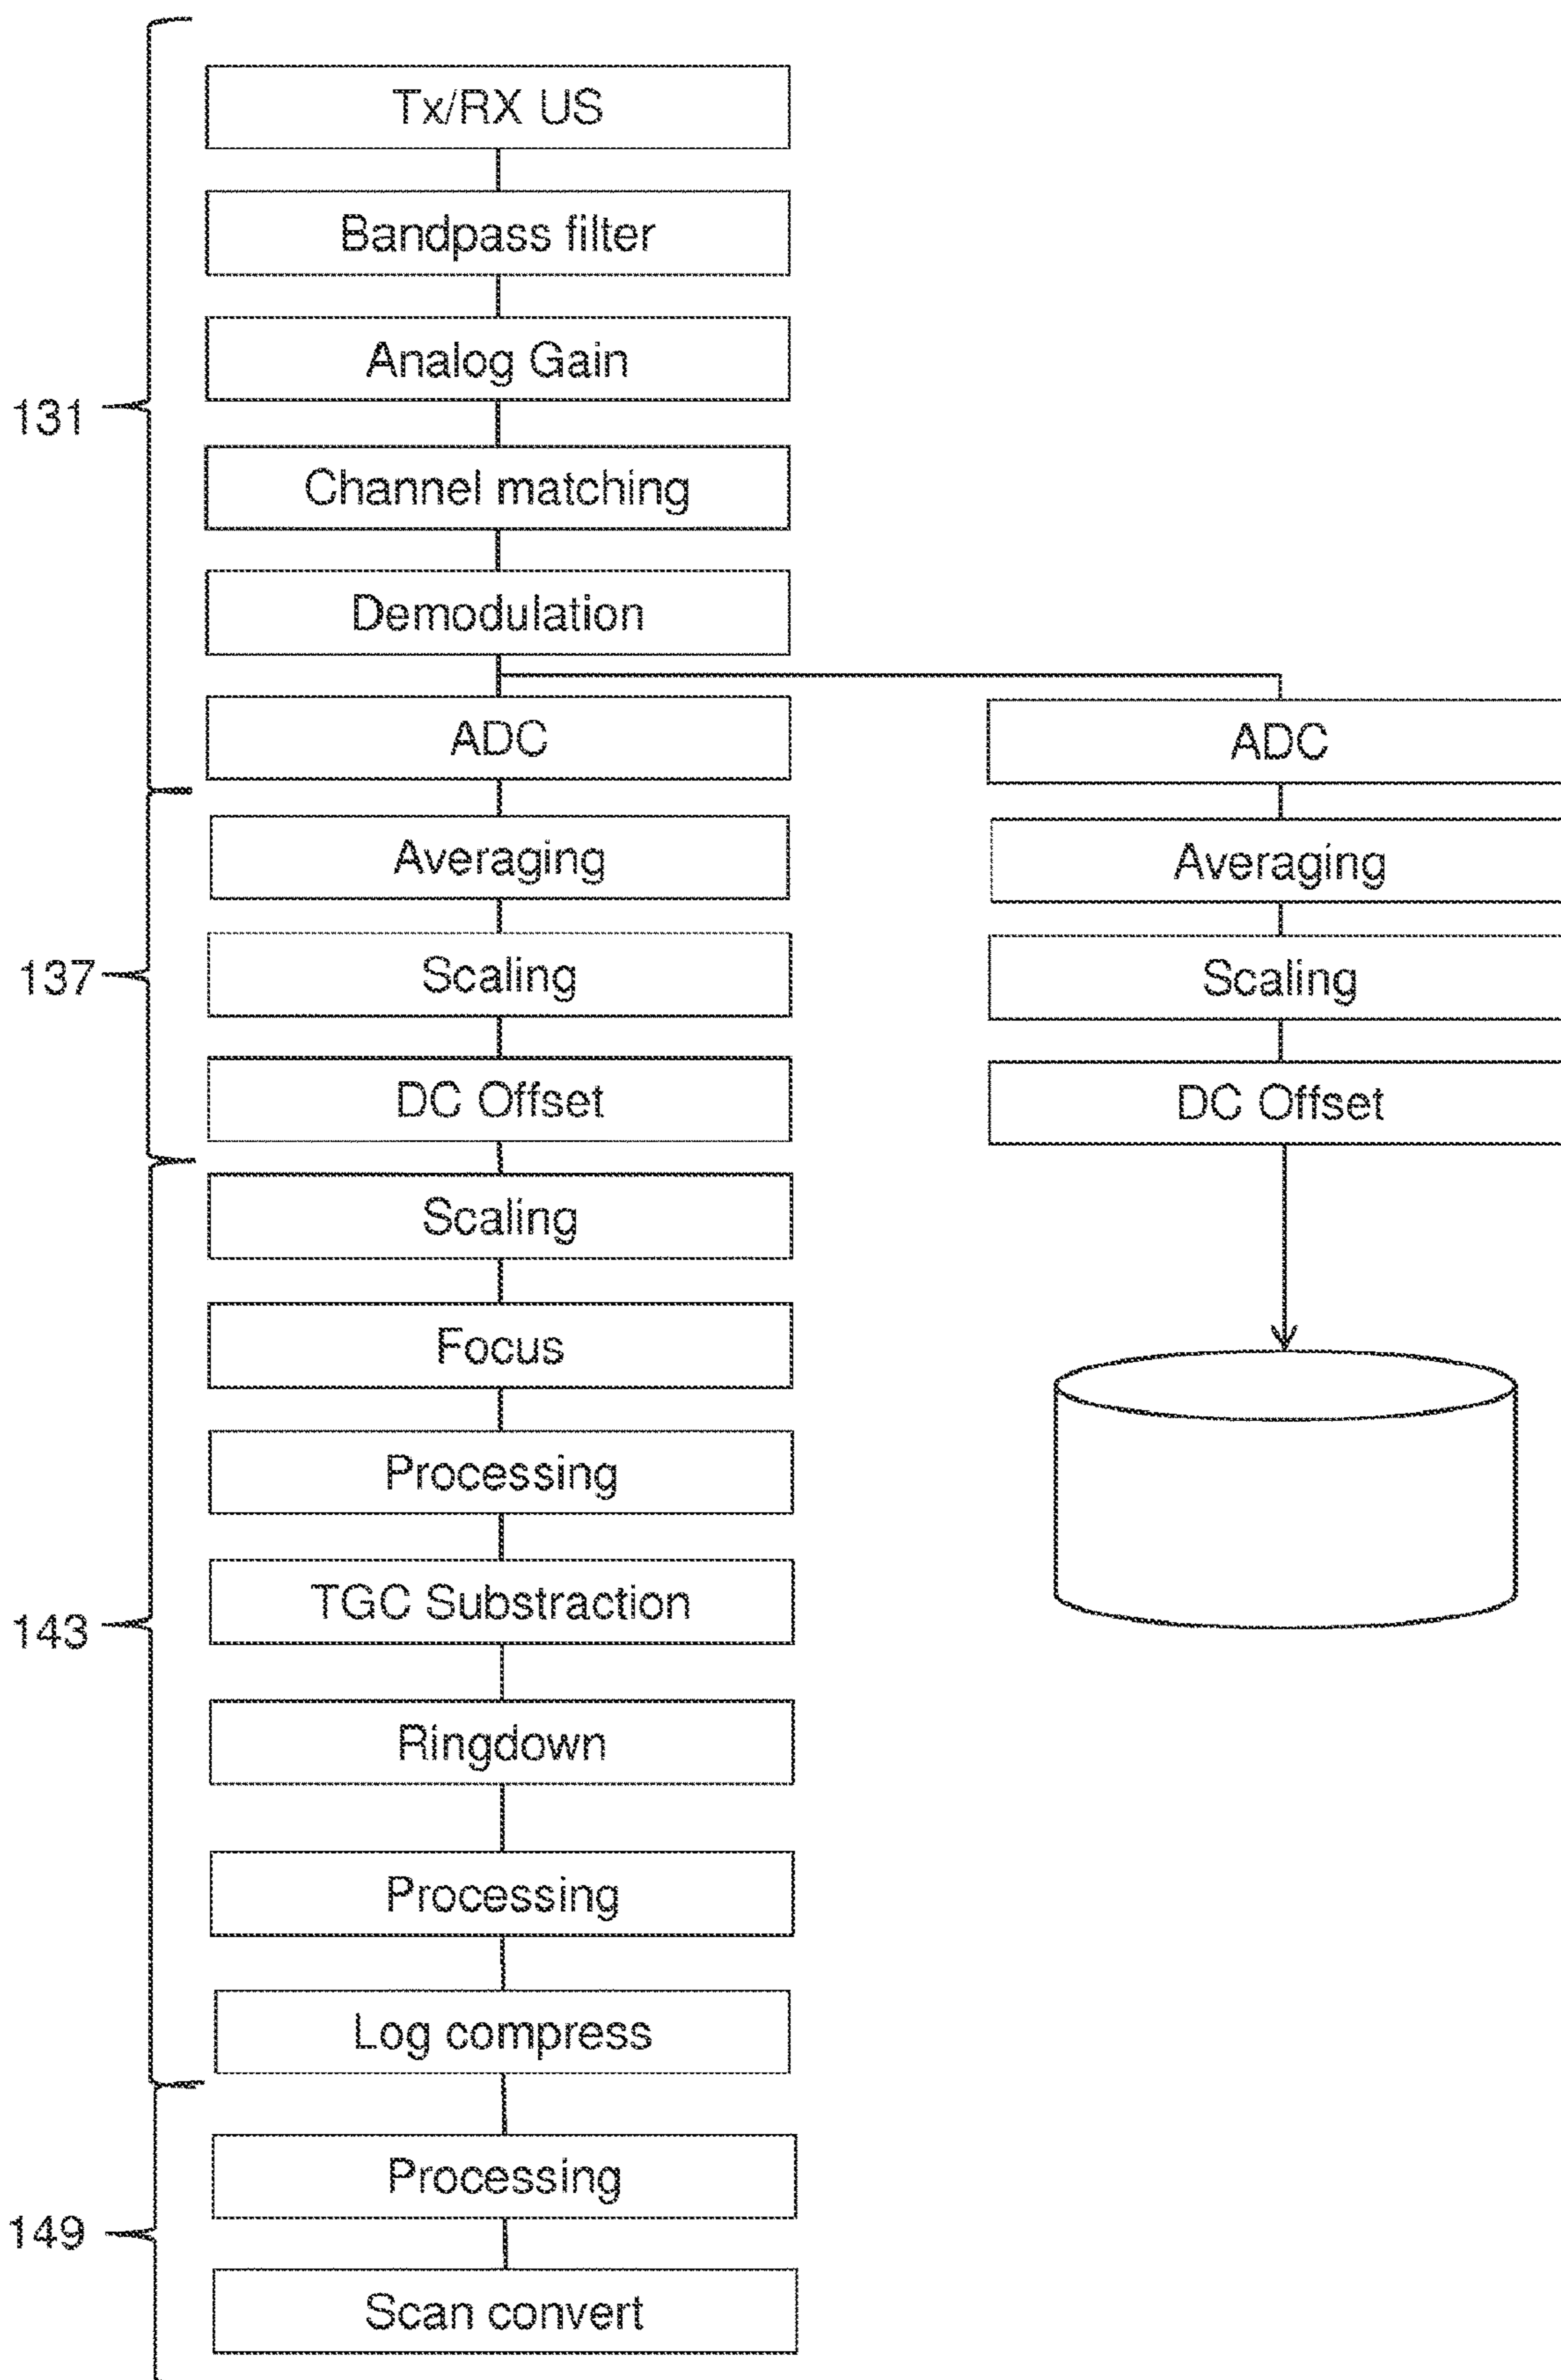 Tx/RX US
Bandpass filter
Analog Gain
131
Channel matching
Demodulation
ADC
ADC
Averaging
Averaging
137
Scaling
Scaling
DC Offset
DC Offset
Scaling
Focus
Processing
TGC Substraction
143
Ringdown
Processing
Log compress
Processing
149
Scan convert